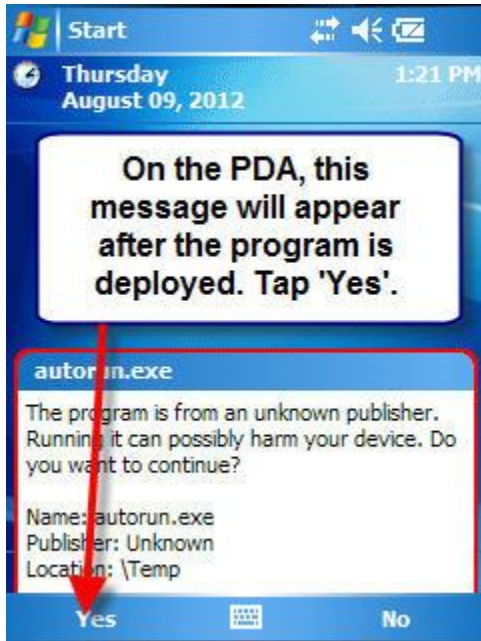 Start
Thursday 1:21 PM
August 09, 2012
On the PDA, this
message will appear
after the program is
deployed. Tap 'Yes'.
autorun.exe
The program is from an unknown publisher.
Running it can possibly harm your device. Do
you want to continue?
Name: autorun.exe
Publisher: Unknown
Location: \Temp
Yes No